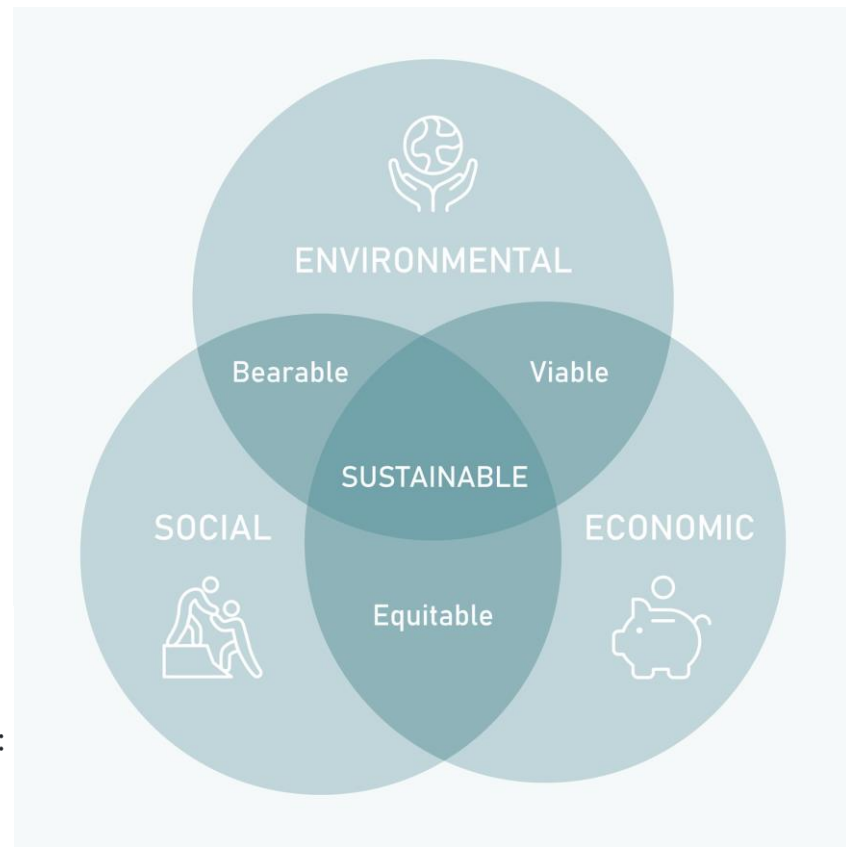 ENVIRONMENTAL
Bearable
Viable
SUSTAINABLE
SOCIAL
ECONOMIC
Equitable
: